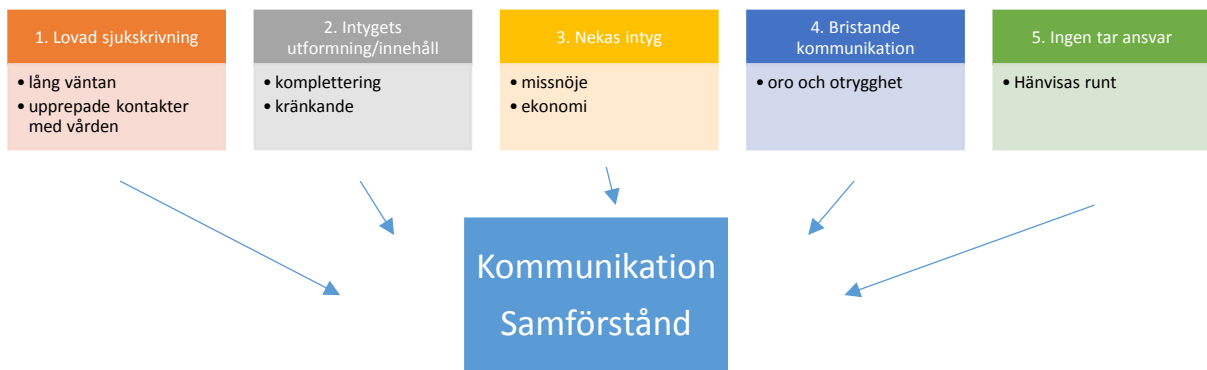 1. Lovad sjukskrivning
• lång väntan
• upprepade kontakter
med vården
2. Intygets
utformning/innehåll
• komplettering
• kränkande
3. Nekas intyg
• missnöje
• ekonomi
4. Bristande
kommunikation
• oro och otrygghet
5. Ingen tar ansvar
• Hänvisas runt
Kommunikation
Samförstånd